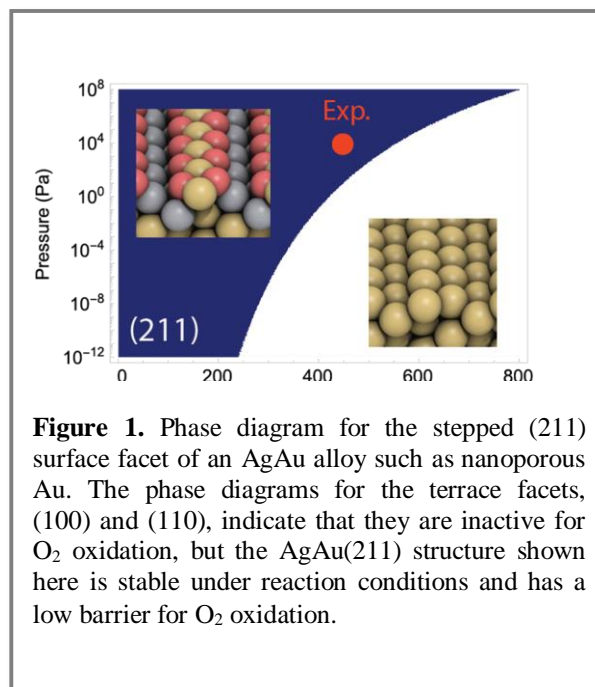 10⁸
Exp.
10⁴
10⁰
10⁻⁴
10⁻⁸
10⁻¹²
Pressure (Pa)
(211)
0 200 400 600 800
Figure 1. Phase diagram for the stepped (211)
surface facet of an AgAu alloy such as nanoporous
Au. The phase diagrams for the terrace facets,
(100) and (110), indicate that they are inactive for
O₂ oxidation, but the AgAu(211) structure shown
here is stable under reaction conditions and has a
low barrier for O₂ oxidation.